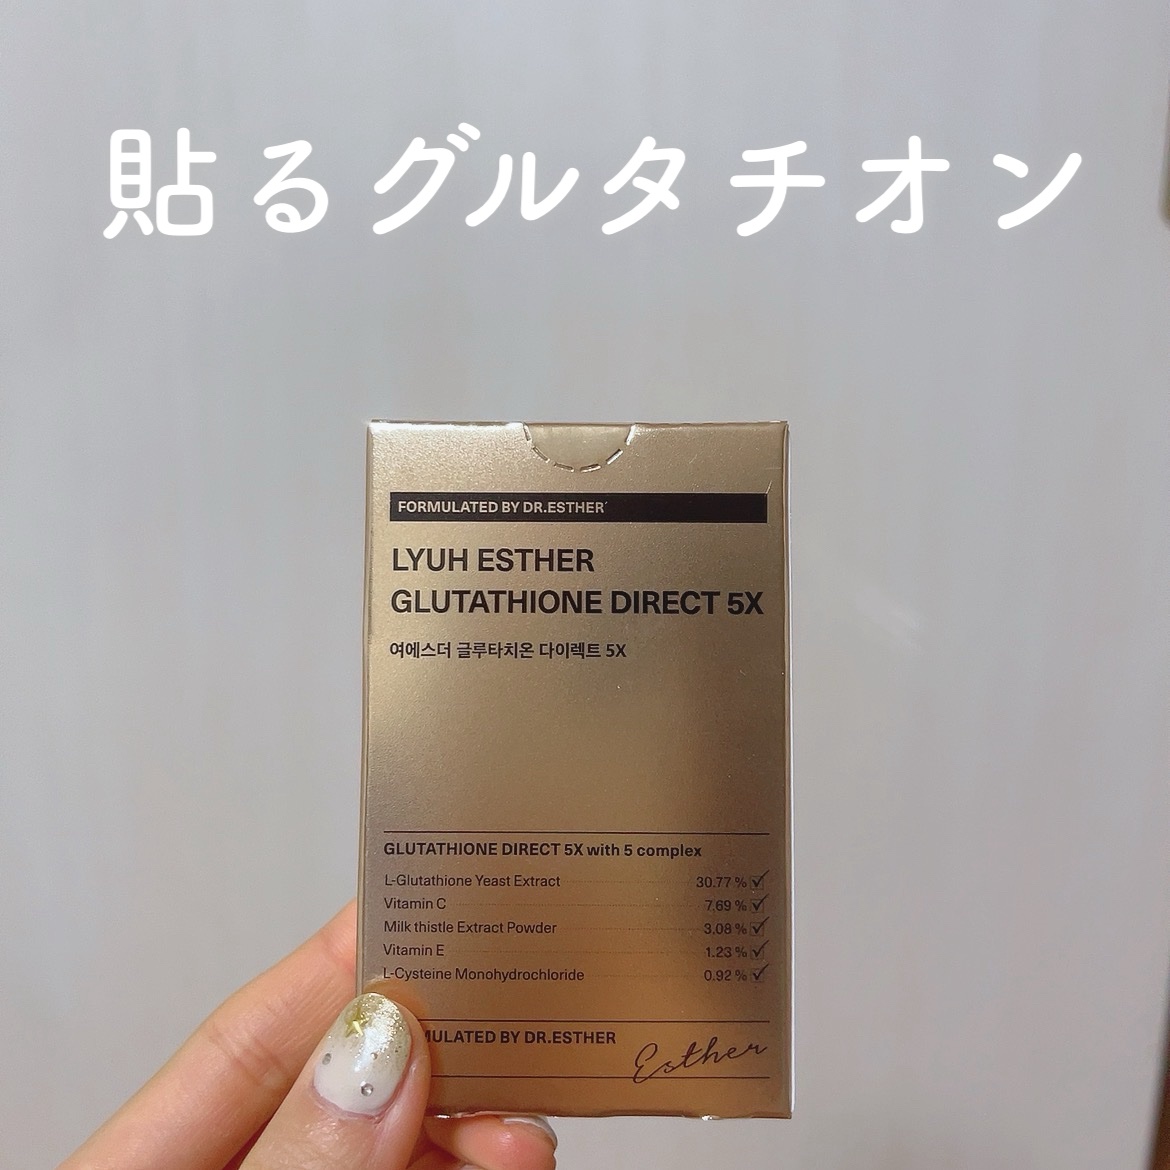 貼るグルタチオン
FORMULATED BY DR.ESTHER´
LYUH ESTHER
GLUTATHIONE DIRECT 5X
여에스더 글루타치온 다이렉트 5X
GLUTATHIONE DIRECT 5X with 5 complex
L-Glutathione Yeast Extract 30.77 %
Vitamin C 7.69 %
Milk thistle Extract Powder 3.08 %
Vitamin E 1.23 %
L-Cysteine Monohydrochloride 0.92 %
MULATED BY DR.ESTHER
Esther